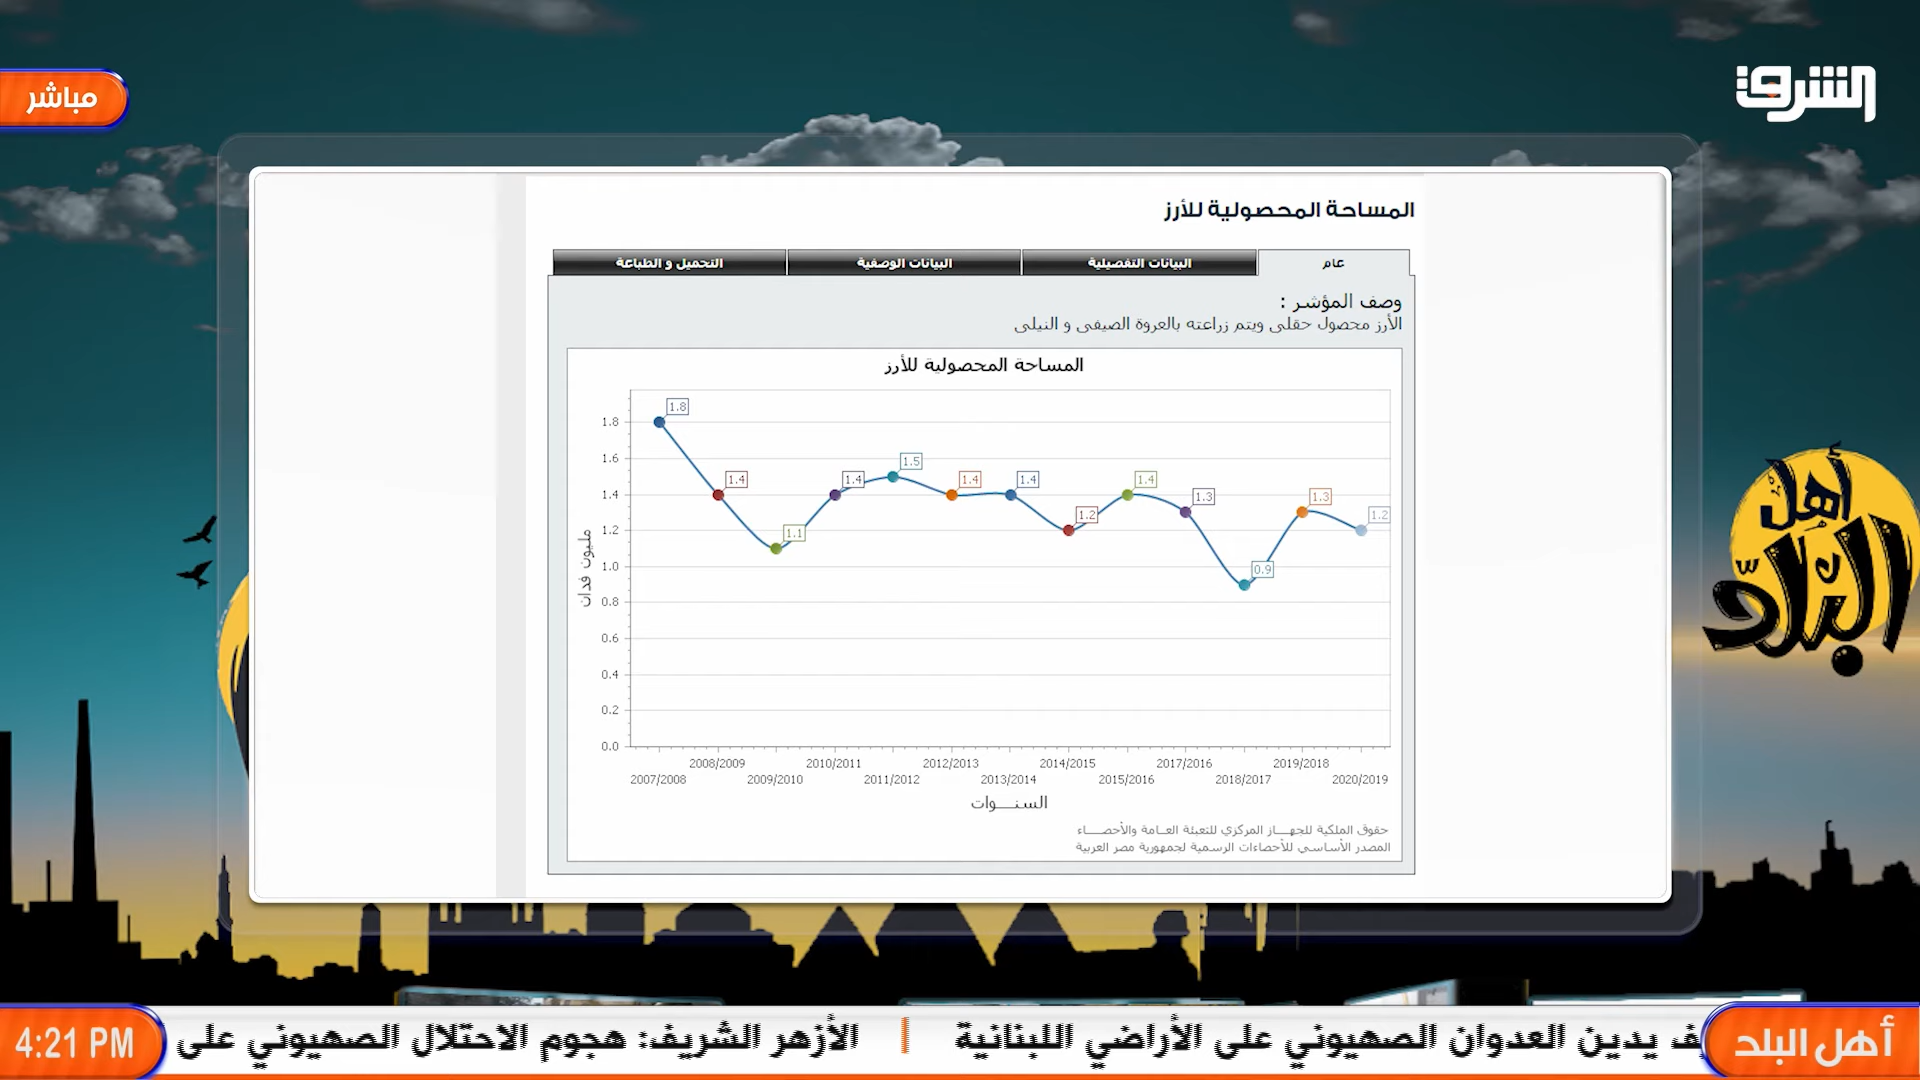 مباشر
الشرق
المساحة المحصولية للأرز
عام
البيانات التفصيلية
البيانات الوصفية
التحميل و الطباعة
وصف المؤشر :
الأرز محصول حقلى ويتم زراعته بالعروة الصيفى و النيلى
المساحة المحصولية للأرز
1.8
1.6
1.4
1.2
1.0
0.8
0.6
0.4
0.2
0.0
مليون فدان
1.8
1.4
1.1
1.4
1.5
1.4
1.4
1.2
1.4
1.3
0.9
1.3
1.2
2008/2009 2010/2011 2012/2013 2014/2015 2017/2016 2019/2018
2007/2008 2009/2010 2011/2012 2013/2014 2015/2016 2018/2017 2020/2019
السنـــوات
حقوق الملكية للجهـــاز المركزي للتعبئة العــامة والأحصـــاء
المصدر الأساسي للأحصاءات الرسمية لجمهورية مصر العربية
أهل
البلد
أهل البلد
يدين العدوان الصهيوني على الأراضي اللبنانية | الأزهر الشريف: هجوم الاحتلال الصهيوني على
4:21 PM